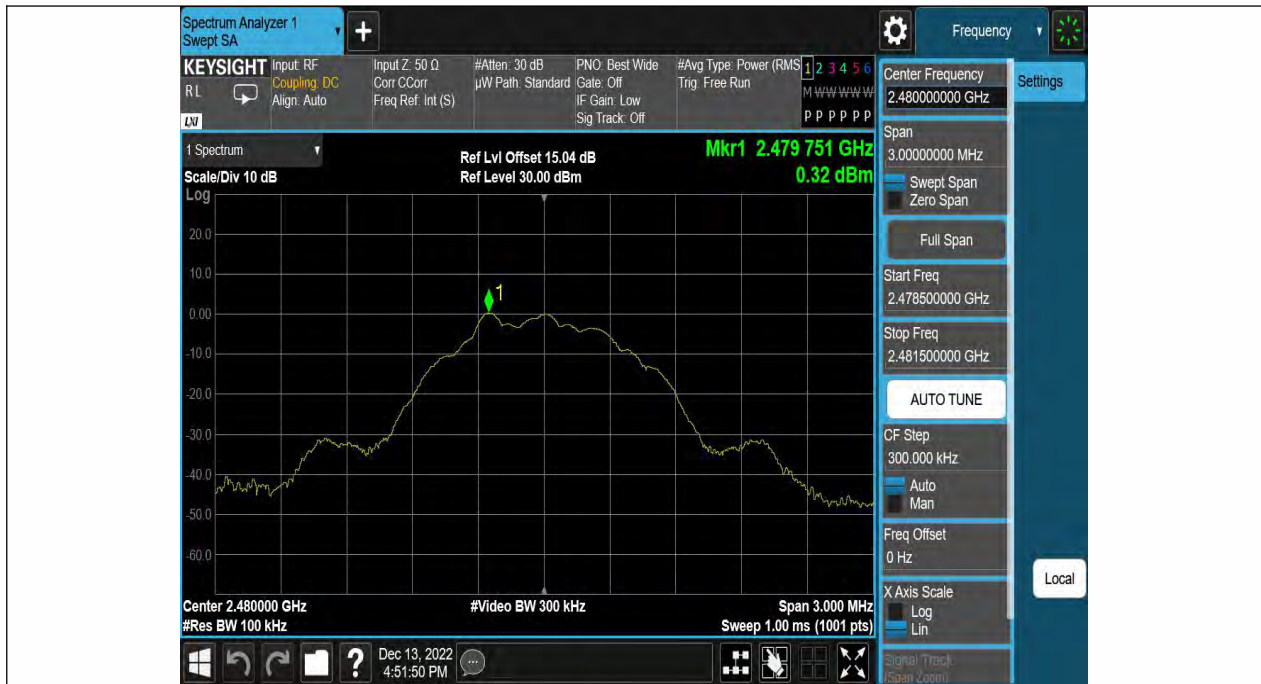 Spectrum Analyzer 1
Swept SA
+
Frequency
KEYSIGHT
RL
LXI
Input: RF
Coupling: DC
Align: Auto
Input Z: 50 Ω
Corr CCorr
Freq Ref: Int (S)
#Atten: 30 dB
µW Path: Standard
PNO: Best Wide
Gate: Off
IF Gain: Low
Sig Track: Off
#Avg Type: Power (RMS
Trig: Free Run
1 2 3 4 5 6
M W W W W W
P P P P P P
1 Spectrum
Scale/Div 10 dB
Log
Ref Lvl Offset 15.04 dB
Ref Level 30.00 dBm
Mkr1 2.479 751 GHz
0.32 dBm
20.0
10.0
0.00
-10.0
-20.0
-30.0
-40.0
-50.0
-60.0
1
Center 2.480000 GHz
#Res BW 100 kHz
#Video BW 300 kHz
Span 3.000 MHz
Sweep 1.00 ms (1001 pts)
?
Dec 13, 2022
4:51:50 PM
Center Frequency
2.480000000 GHz
Span
3.00000000 MHz
Swept Span
Zero Span
Full Span
Start Freq
2.478500000 GHz
Stop Freq
2.481500000 GHz
AUTO TUNE
CF Step
300.000 kHz
Auto
Man
Freq Offset
0 Hz
X Axis Scale
Log
Lin
Signal Track
(Span Zoom)
Settings
Local